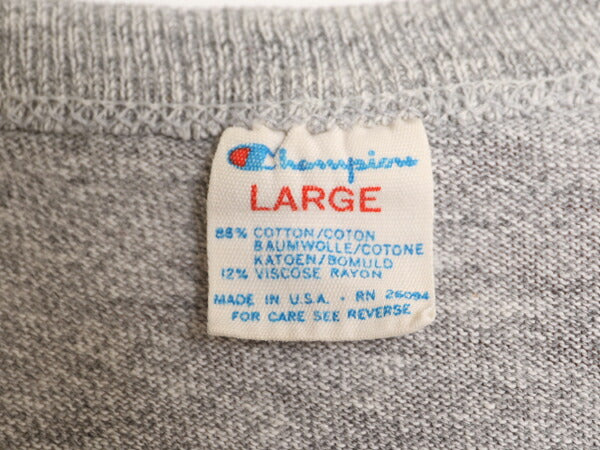 Champion
LARGE
88% COTTON/COTON
BAUMWOLLE/COTONE
KATOEN/BOMULD
12% VISCOSE RAYON
MADE IN U.S.A. - RN 26094
FOR CARE SEE REVERSE